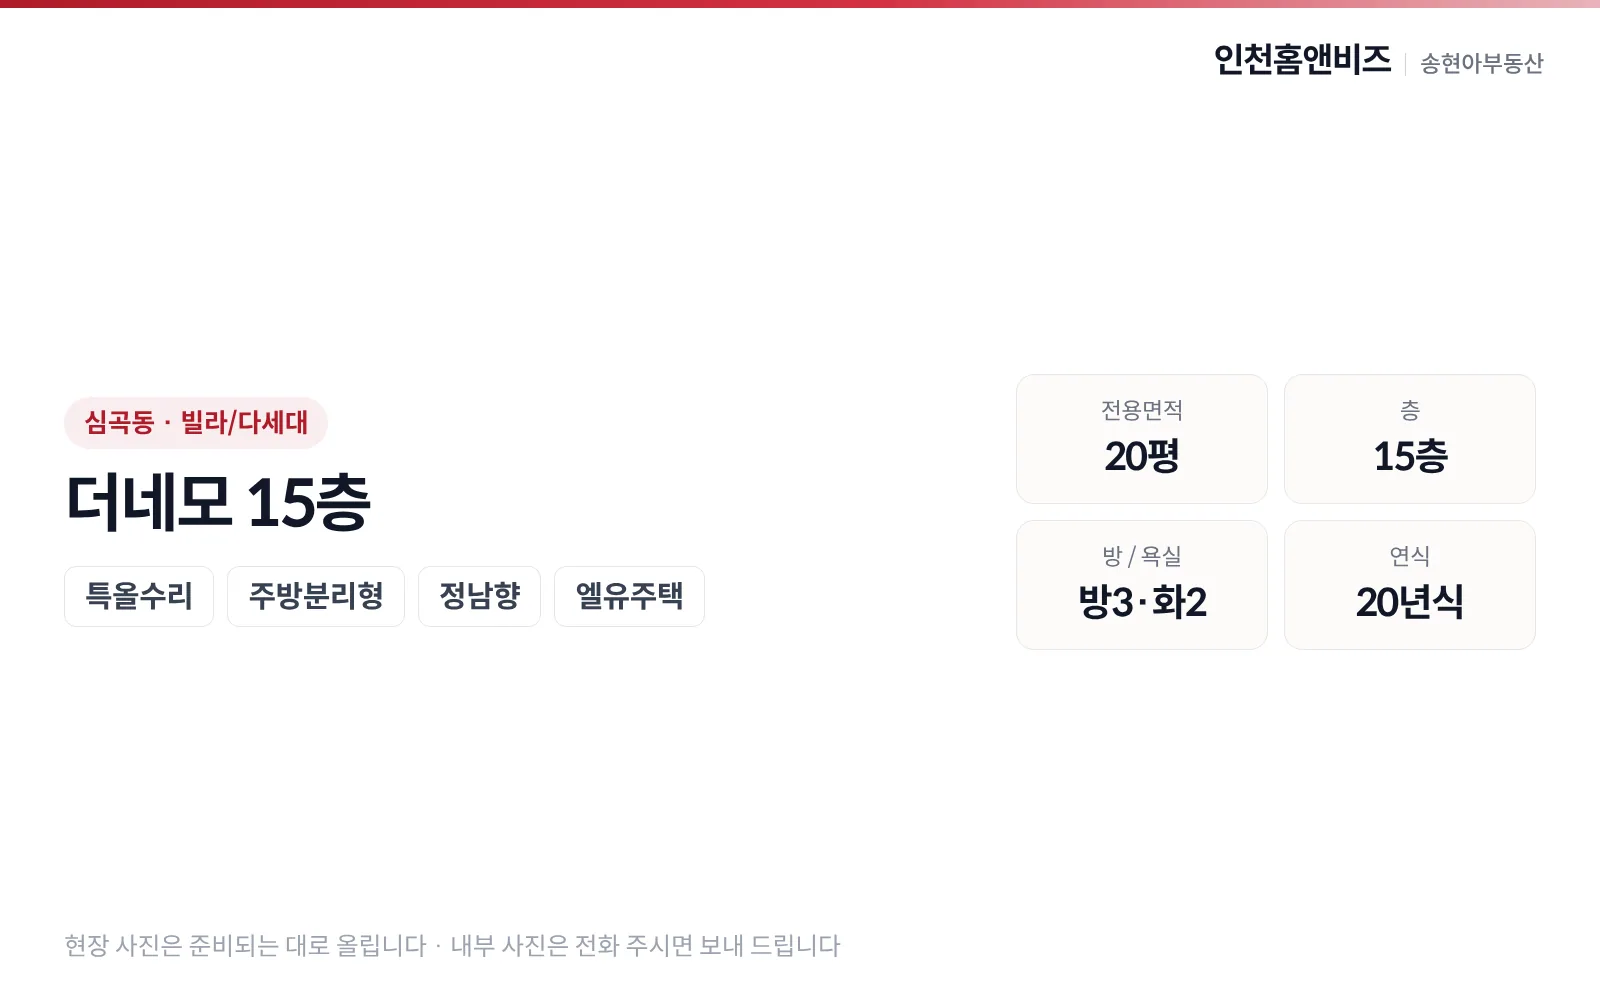 인천홈앤비즈 송현아부동산
심곡동 · 빌라/다세대
더네모 15층
특올수리 주방분리형 정남향 엘유주택
전용면적
20평
층
15층
방 / 욕실
방3·화2
연식
20년식
현장 사진은 준비되는 대로 올립니다 · 내부 사진은 전화 주시면 보내 드립니다